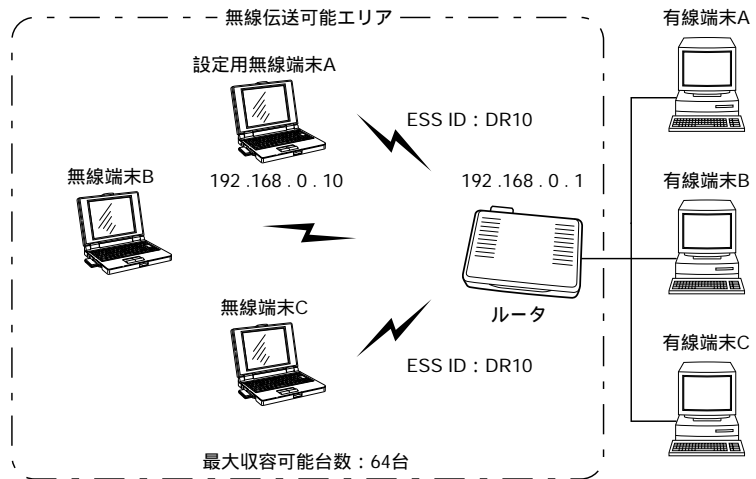 無線伝送可能エリア
有線端末A
設定用無線端末A
ESS ID：DR10
無線端末B
192 .168 . 0 . 10
192 .168 . 0 . 1
有線端末B
無線端末C
ルータ
有線端末C
ESS ID：DR10
最大収容可能台数：64台